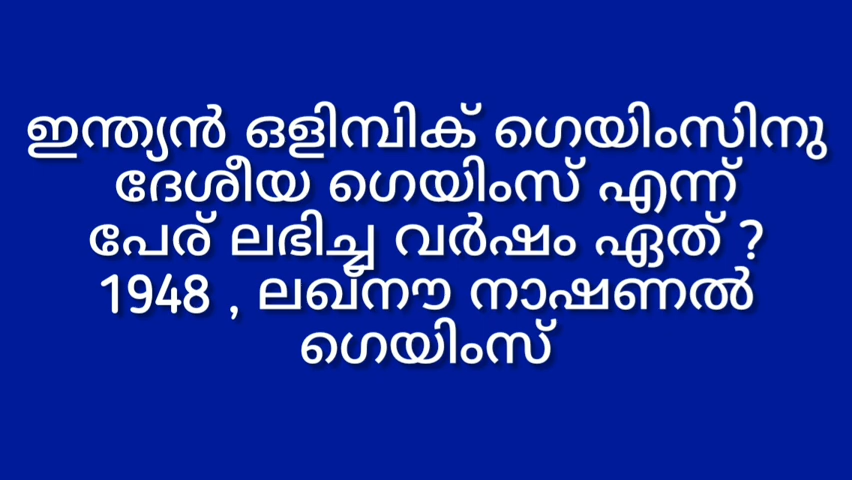 ഇന്ത്യൻ ഒളിമ്പിക് ഗെയിംസിനു
ദേശീയ ഗെയിംസ് എന്ന്
പേര് ലഭിച്ച വർഷം ഏത് ?
1948 , ലഖ്നൗ നാഷണൽ
ഗെയിംസ്